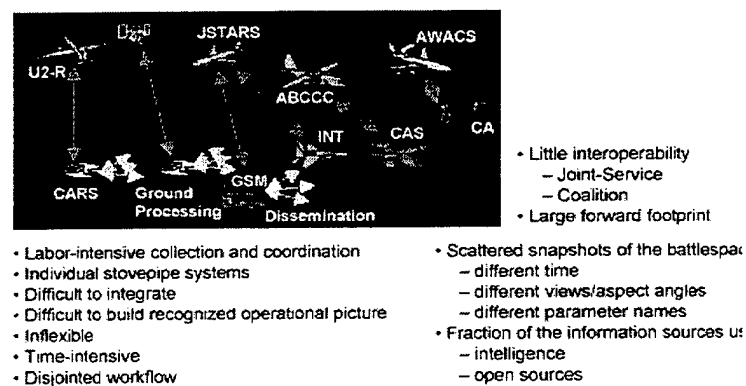 JSTARS
AWACS
U2-R
ABCCC
INT
CAS
CA
CARS
Ground
Processing
GSM
Dissemination
• Little interoperability
– Joint-Service
– Coalition
• Large forward footprint
• Labor-intensive collection and coordination
• Individual stovepipe systems
• Difficult to integrate
• Difficult to build recognized operational picture
• Inflexible
• Time-intensive
• Disjointed workflow
• Scattered snapshots of the battlespac
– different time
– different views/aspect angles
– different parameter names
• Fraction of the information sources us
– intelligence
– open sources